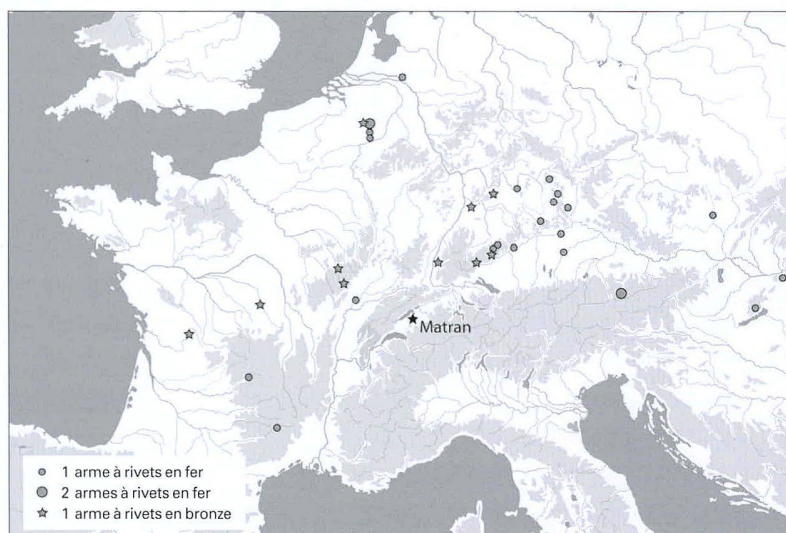 Matran
1 arme à rivets en fer
2 armes à rivets en fer
1 arme à rivets en bronze